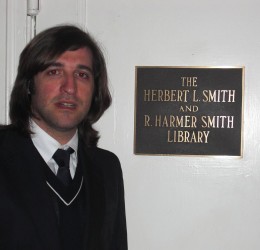 THE
HERBERT L. SMITH
AND
R. HARMER SMITH
LIBRARY